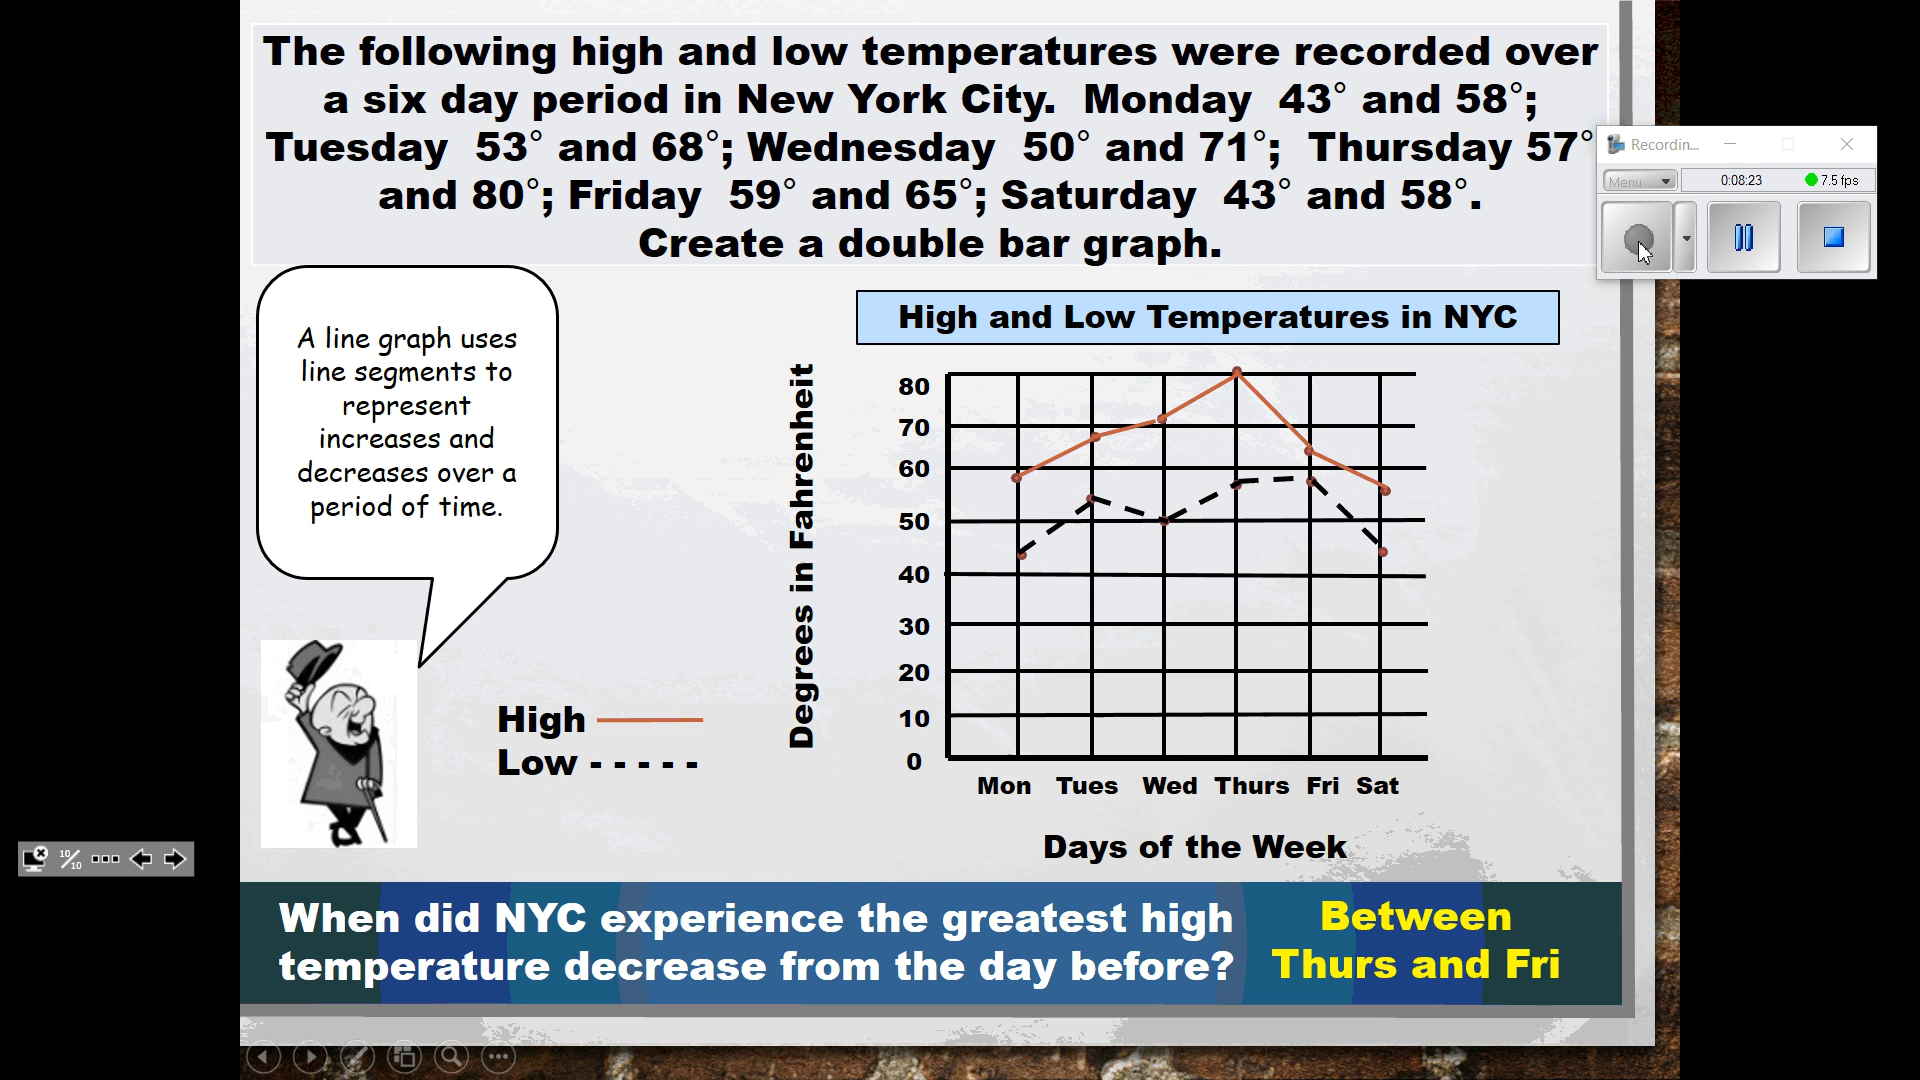 The following high and low temperatures were recorded over
a six day period in New York City.  Monday  43° and 58°;
Tuesday  53° and 68°; Wednesday  50° and 71°;  Thursday 57°
and 80°; Friday  59° and 65°; Saturday  43° and 58°.
Create a double bar graph.
Recordin...
Menu
0:08:23
7.5 fps
A line graph uses
line segments to
represent
increases and
decreases over a
period of time.
High and Low Temperatures in NYC
Degrees in Fahrenheit
80
70
60
50
40
30
20
10
0
Mon Tues Wed Thurs Fri Sat
Days of the Week
High
Low
10/10
When did NYC experience the greatest high
temperature decrease from the day before?
Between
Thurs and Fri